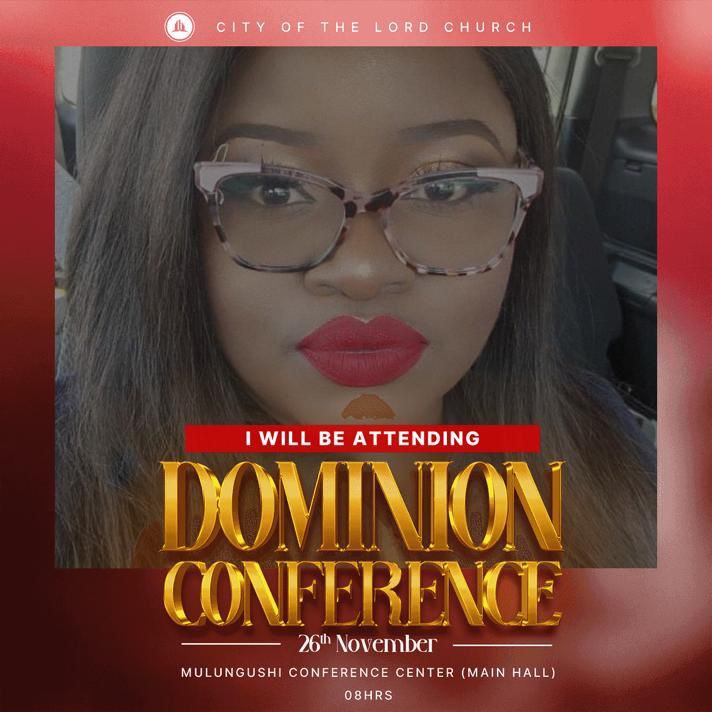 CITY OF THE LORD CHURCH
I WILL BE ATTENDING
DOMINION
CONFERENCE
26th November
MULUNGUSHI CONFERENCE CENTER (MAIN HALL)
08HRS